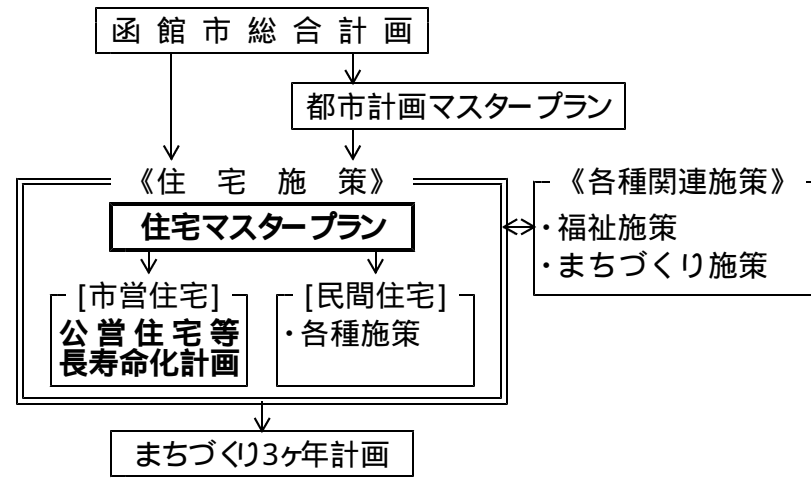 函館市総合計画
都市計画マスタープラン
《住宅施策》
住宅マスタープラン
[市営住宅]
公営住宅等
長寿命化計画
[民間住宅]
・各種施策
《各種関連施策》
・福祉施策
・まちづくり施策
まちづくり3ヶ年計画